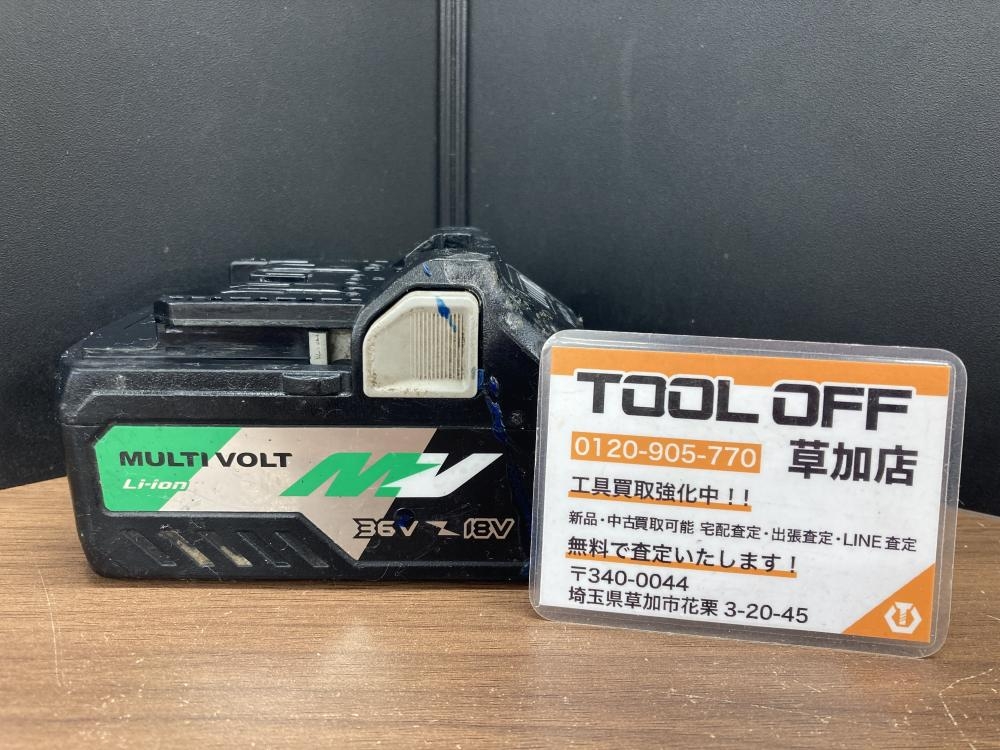 MULTI VOLT
Li-ion
MV
36V 18V
TOOL OFF
0120-905-770 草加店
工具買取強化中！！
新品・中古買取可能 宅配査定・出張査定・LINE査定
無料で査定いたします！
〒340-0044
埼玉県草加市花栗 3-20-45